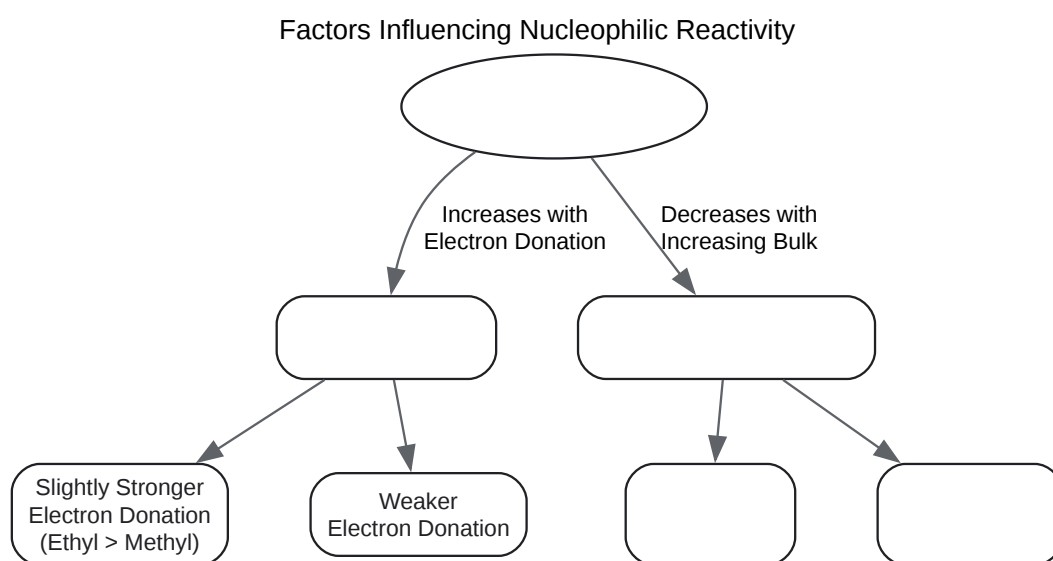 Factors Influencing Nucleophilic Reactivity
Increases with
Electron Donation
Decreases with
Increasing Bulk
Slightly Stronger
Electron Donation
(Ethyl > Methyl)
Weaker
Electron Donation